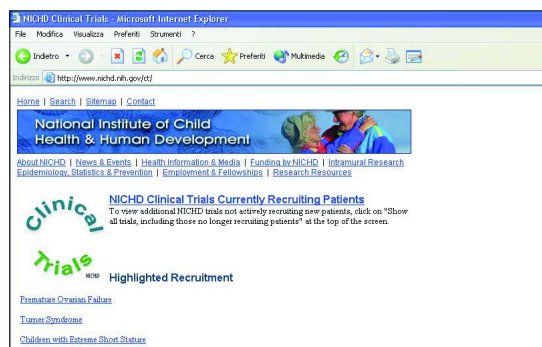 NICHD Clinical Trials - Microsoft Internet Explorer
File Modifica Visualizza Preferiti Strumenti ?
Indietro Cerca Preferiti Multimedia
Indirizzo http://www.nichd.nih.gov/ct/
Home | Search | Sitemap | Contact
National Institute of Child
Health & Human Development
About NICHD | News & Events | Health Information & Media | Funding by NICHD | Intramural Research
Epidemiology, Statistics & Prevention | Employment & Fellowships | Research Resources
Clinical
Trials
NICHD
NICHD Clinical Trials Currently Recruiting Patients
To view additional NICHD trials not actively recruiting new patients, click on "Show
all trials, including those no longer recruiting patients" at the top of the screen.
Highlighted Recruitment
Premature Ovarian Failure
Turner Syndrome
Children with Extreme Short Stature